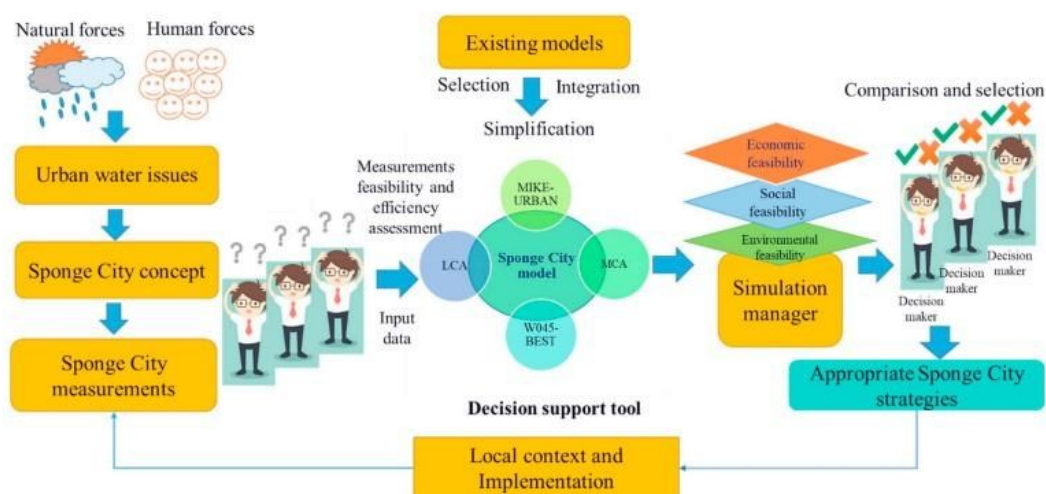 Natural forces
Human forces
Urban water issues
Sponge City concept
Sponge City
measurements
? ?
? ?
? ?
Existing models
Selection
Integration
Simplification
Measurements
feasibility and
efficiency
assessment
Input
data
MIKE-
URBAN
LCA
Sponge City
model
MCA
W045-
BEST
Decision support tool
Economic
feasibility
Social
feasibility
Environmental
feasibility
Simulation
manager
Comparison and selection
Decision
maker
Decision
maker
Decision
maker
Appropriate Sponge City
strategies
Local context and
Implementation